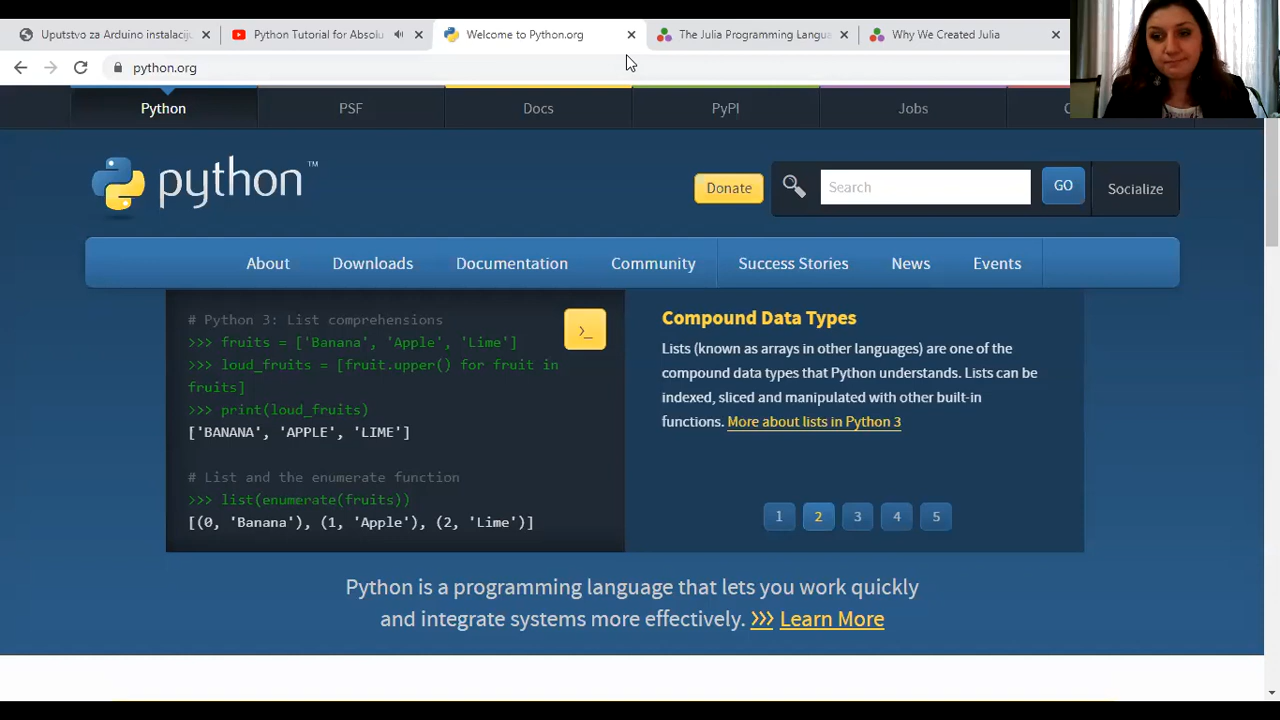 Uputstvo za Arduino instalaciju
Python Tutorial for Absolu
Welcome to Python.org
The Julia Programming Langua
Why We Created Julia
python.org
Python
PSF
Docs
PyPI
Jobs
C
python™
Donate
Search
GO
Socialize
About
Downloads
Documentation
Community
Success Stories
News
Events
# Python 3: List comprehensions
>>> fruits = ['Banana', 'Apple', 'Lime']
>>> loud_fruits = [fruit.upper() for fruit in
fruits]
>>> print(loud_fruits)
['BANANA', 'APPLE', 'LIME']
# List and the enumerate function
>>> list(enumerate(fruits))
[(0, 'Banana'), (1, 'Apple'), (2, 'Lime')]
>_
Compound Data Types
Lists (known as arrays in other languages) are one of the
compound data types that Python understands. Lists can be
indexed, sliced and manipulated with other built-in
functions. More about lists in Python 3
1 2 3 4 5
Python is a programming language that lets you work quickly
and integrate systems more effectively. >>> Learn More